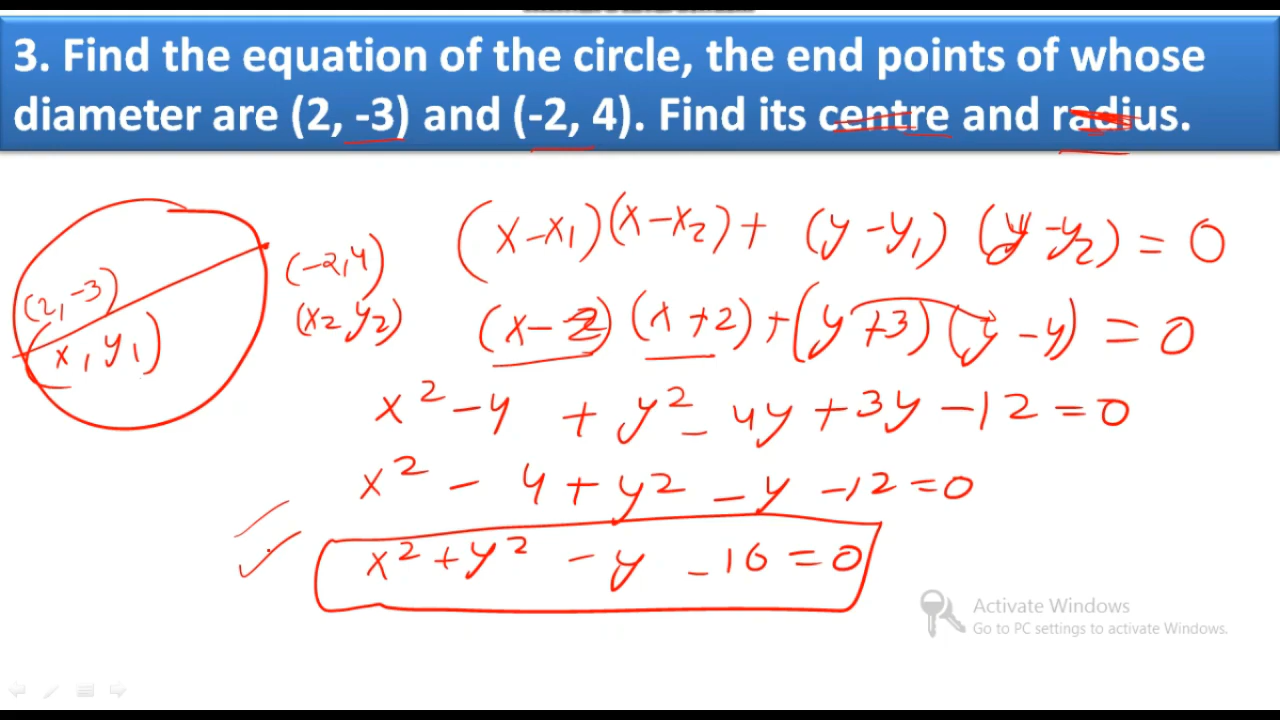 3. Find the equation of the circle, the end points of whose
diameter are (2, -3) and (-2, 4). Find its centre and radius.
(x-x₁)(x-x₂)+ (y-y₁) (y-y₂) = 0
(-2,4)
(2,-3)
(x₂ y₂)
(x₁, y₁)
(x-2) (x+2)+(y+3)(y-4) = 0
x² -4 + y² - 4y +3y -12 = 0
x² - 4 + y² - y -12 = 0
x² + y² - y - 16 = 0
Activate Windows
Go to PC settings to activate Windows.